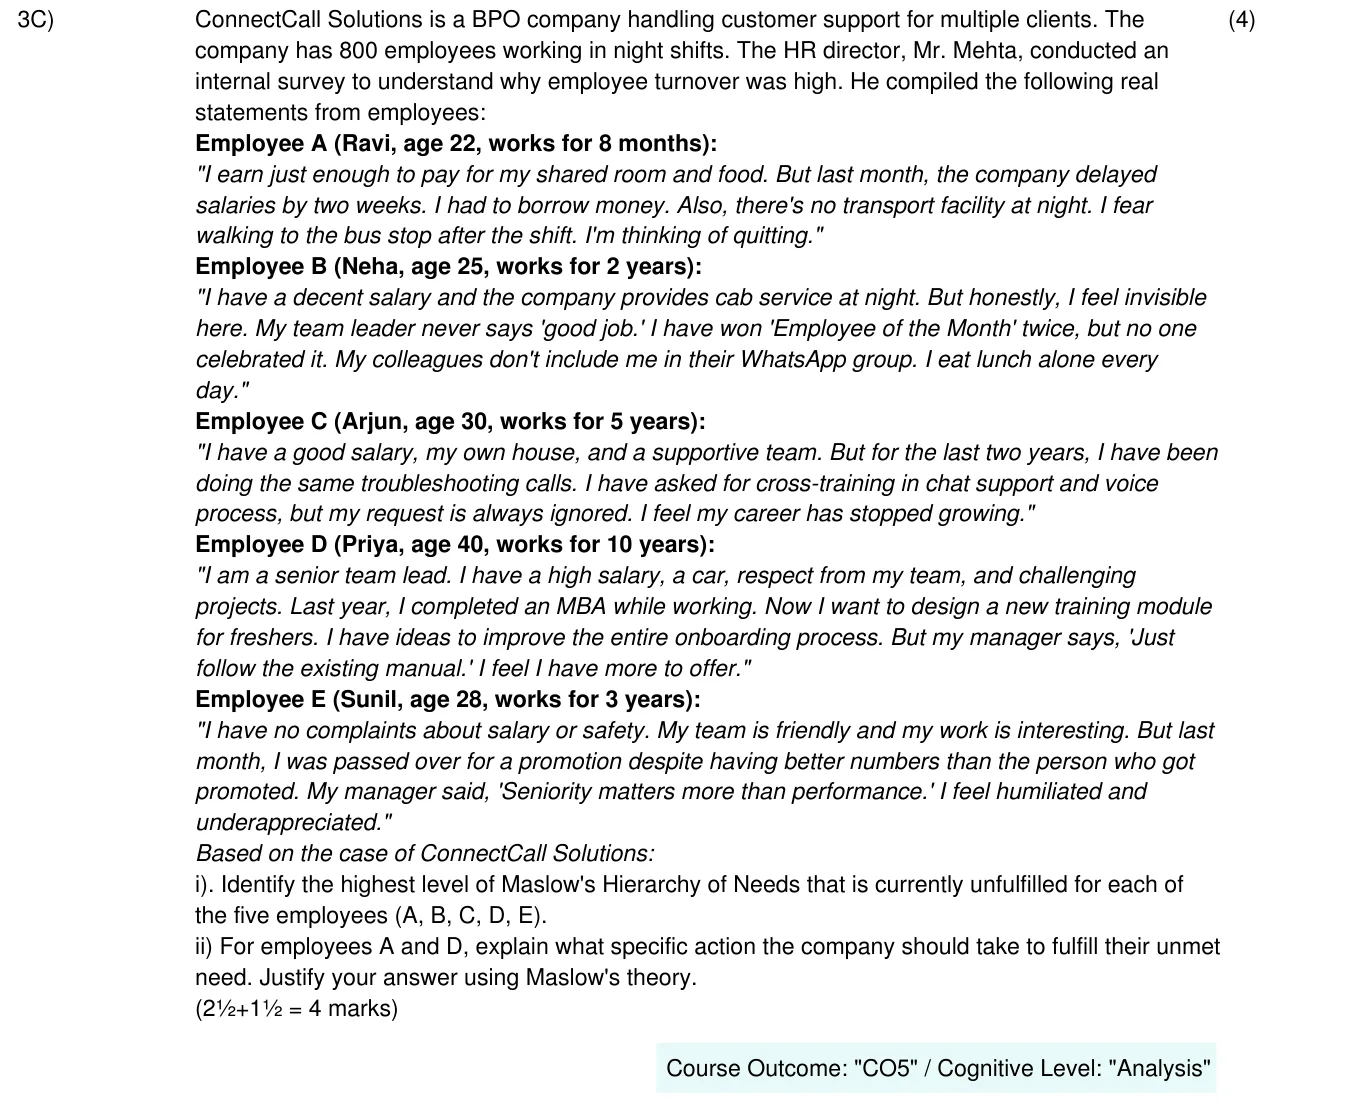 3C) ConnectCall Solutions is a BPO company handling customer support for multiple clients. The (4)
company has 800 employees working in night shifts. The HR director, Mr. Mehta, conducted an
internal survey to understand why employee turnover was high. He compiled the following real
statements from employees:
Employee A (Ravi, age 22, works for 8 months):
"I earn just enough to pay for my shared room and food. But last month, the company delayed
salaries by two weeks. I had to borrow money. Also, there's no transport facility at night. I fear
walking to the bus stop after the shift. I'm thinking of quitting."
Employee B (Neha, age 25, works for 2 years):
"I have a decent salary and the company provides cab service at night. But honestly, I feel invisible
here. My team leader never says 'good job.' I have won 'Employee of the Month' twice, but no one
celebrated it. My colleagues don't include me in their WhatsApp group. I eat lunch alone every
day."
Employee C (Arjun, age 30, works for 5 years):
"I have a good salary, my own house, and a supportive team. But for the last two years, I have been
doing the same troubleshooting calls. I have asked for cross-training in chat support and voice
process, but my request is always ignored. I feel my career has stopped growing."
Employee D (Priya, age 40, works for 10 years):
"I am a senior team lead. I have a high salary, a car, respect from my team, and challenging
projects. Last year, I completed an MBA while working. Now I want to design a new training module
for freshers. I have ideas to improve the entire onboarding process. But my manager says, 'Just
follow the existing manual.' I feel I have more to offer."
Employee E (Sunil, age 28, works for 3 years):
"I have no complaints about salary or safety. My team is friendly and my work is interesting. But last
month, I was passed over for a promotion despite having better numbers than the person who got
promoted. My manager said, 'Seniority matters more than performance.' I feel humiliated and
underappreciated."
Based on the case of ConnectCall Solutions:
i). Identify the highest level of Maslow's Hierarchy of Needs that is currently unfulfilled for each of
the five employees (A, B, C, D, E).
ii) For employees A and D, explain what specific action the company should take to fulfill their unmet
need. Justify your answer using Maslow's theory.
(2½+1½ = 4 marks)
Course Outcome: "CO5" / Cognitive Level: "Analysis"